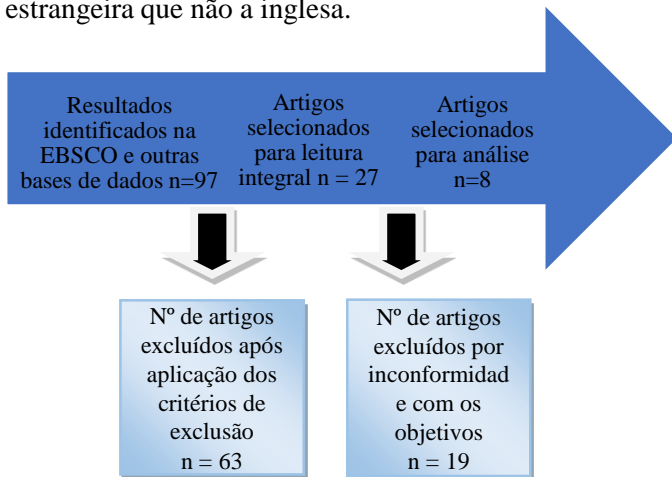 estrangeira que não a inglesa.
Resultados
identificados na
EBSCO e outras
bases de dados n=97
Artigos
selecionados
para leitura
integral n = 27
Artigos
selecionados
para análise
n=8
Nº de artigos
excluídos após
aplicação dos
critérios de
exclusão
n = 63
Nº de artigos
excluídos por
inconformidad
e com os
objetivos
n = 19